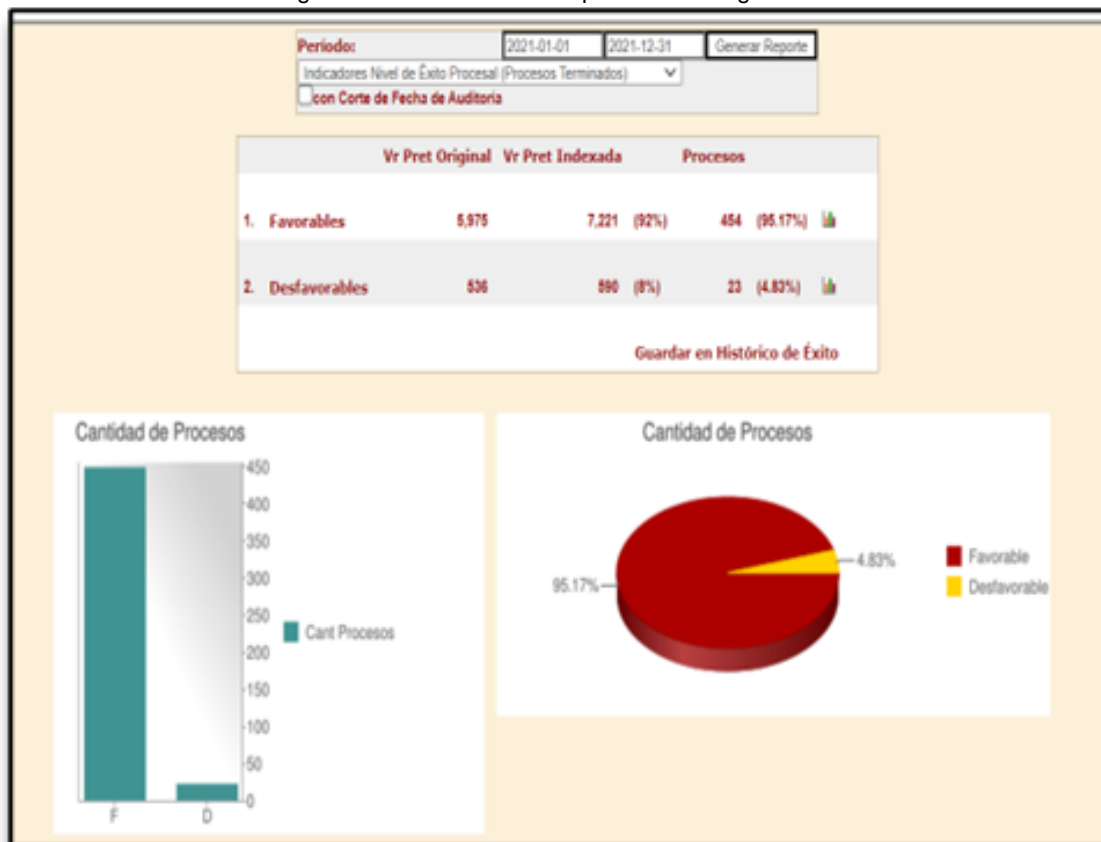 Período: 2021-01-01 2021-12-31 Generar Reporte
Indicadores Nivel de Éxito Procesal (Procesos Terminados)
con Corte de Fecha de Auditoria
Vr Pret Original Vr Pret Indexada Procesos
1. Favorables 5,975 7,221 (92%) 454 (95.17%)
2. Desfavorables 536 590 (8%) 23 (4.83%)
Guardar en Histórico de Éxito
Cantidad de Procesos
450
400
350
300
250
200
150
100
50
0
F D
Cant Procesos
Cantidad de Procesos
95.17%
4.83%
Favorable
Desfavorable